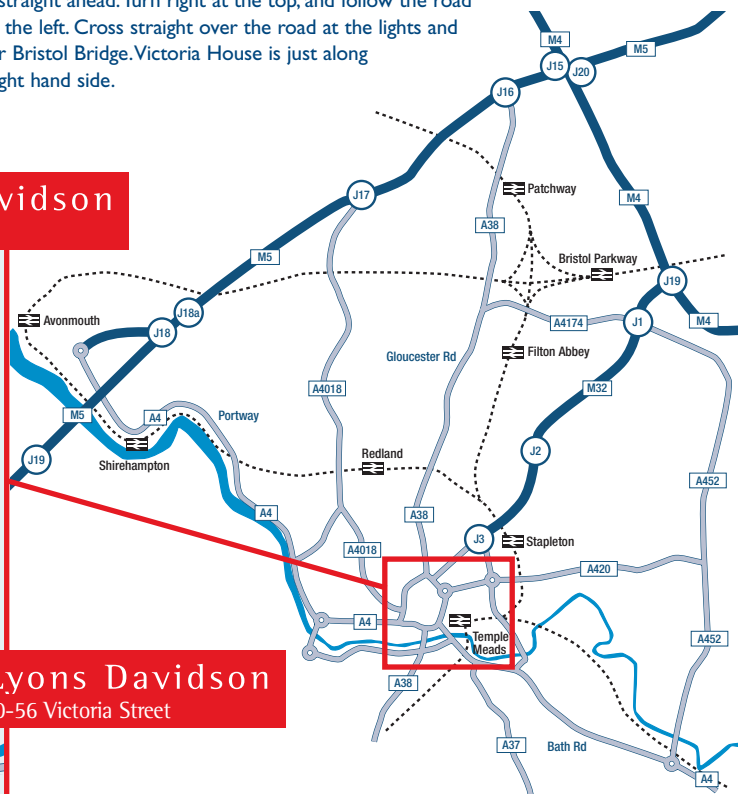 straight ahead. Turn right at the top, and follow the road
the left. Cross straight over the road at the lights and
r Bristol Bridge. Victoria House is just along
ght hand side.
M4
M5
J15
J20
J16
Patchway
J17
A38
M4
vidson
M5
Bristol Parkway
J19
J18a
Avonmouth
J18
A4174
J1
M4
Gloucester Rd
Filton Abbey
A4018
M32
M5
A4
Portway
J19
Shirehampton
Redland
J2
A452
A4
A38
J3
Stapleton
A4018
A420
A4
Temple
Meads
A452
Lyons Davidson
0-56 Victoria Street
A38
A37
Bath Rd
A4